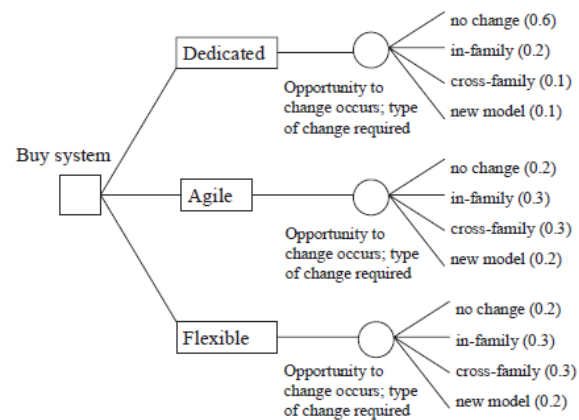 Buy system
Dedicated
Opportunity to
change occurs; type
of change required
no change (0.6)
in-family (0.2)
cross-family (0.1)
new model (0.1)
Agile
Opportunity to
change occurs; type
of change required
no change (0.2)
in-family (0.3)
cross-family (0.3)
new model (0.2)
Flexible
Opportunity to
change occurs; type
of change required
no change (0.2)
in-family (0.3)
cross-family (0.3)
new model (0.2)